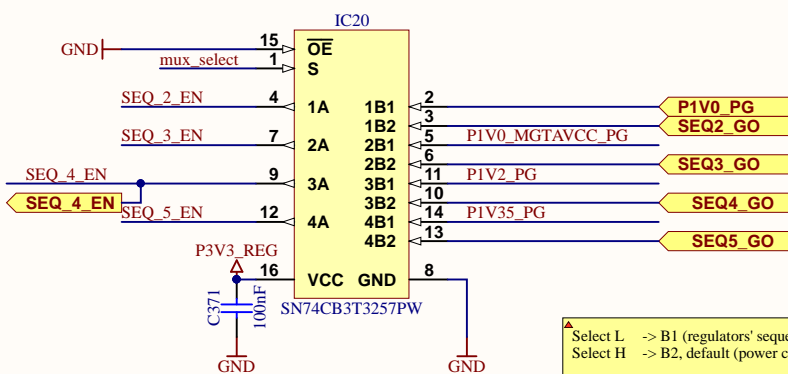 IC20
GND 15 OE
mux_select 1 S
SEQ_2_EN 4 1A 1B1 2 P1V0_PG
1B2 3 SEQ2_GO
SEQ_3_EN 7 2A 2B1 5 P1V0_MGTAVCC_PG
2B2 6 SEQ3_GO
SEQ_4_EN 9 3A 3B1 11 P1V2_PG
SEQ_4_EN 3B2 10 SEQ4_GO
SEQ_5_EN 12 4A 4B1 14 P1V35_PG
4B2 13 SEQ5_GO
P3V3_REG
16 VCC GND 8
C371 100nF
SN74CB3T3257PW
GND GND
Select L -> B1 (regulators' seque
Select H -> B2, default (power c